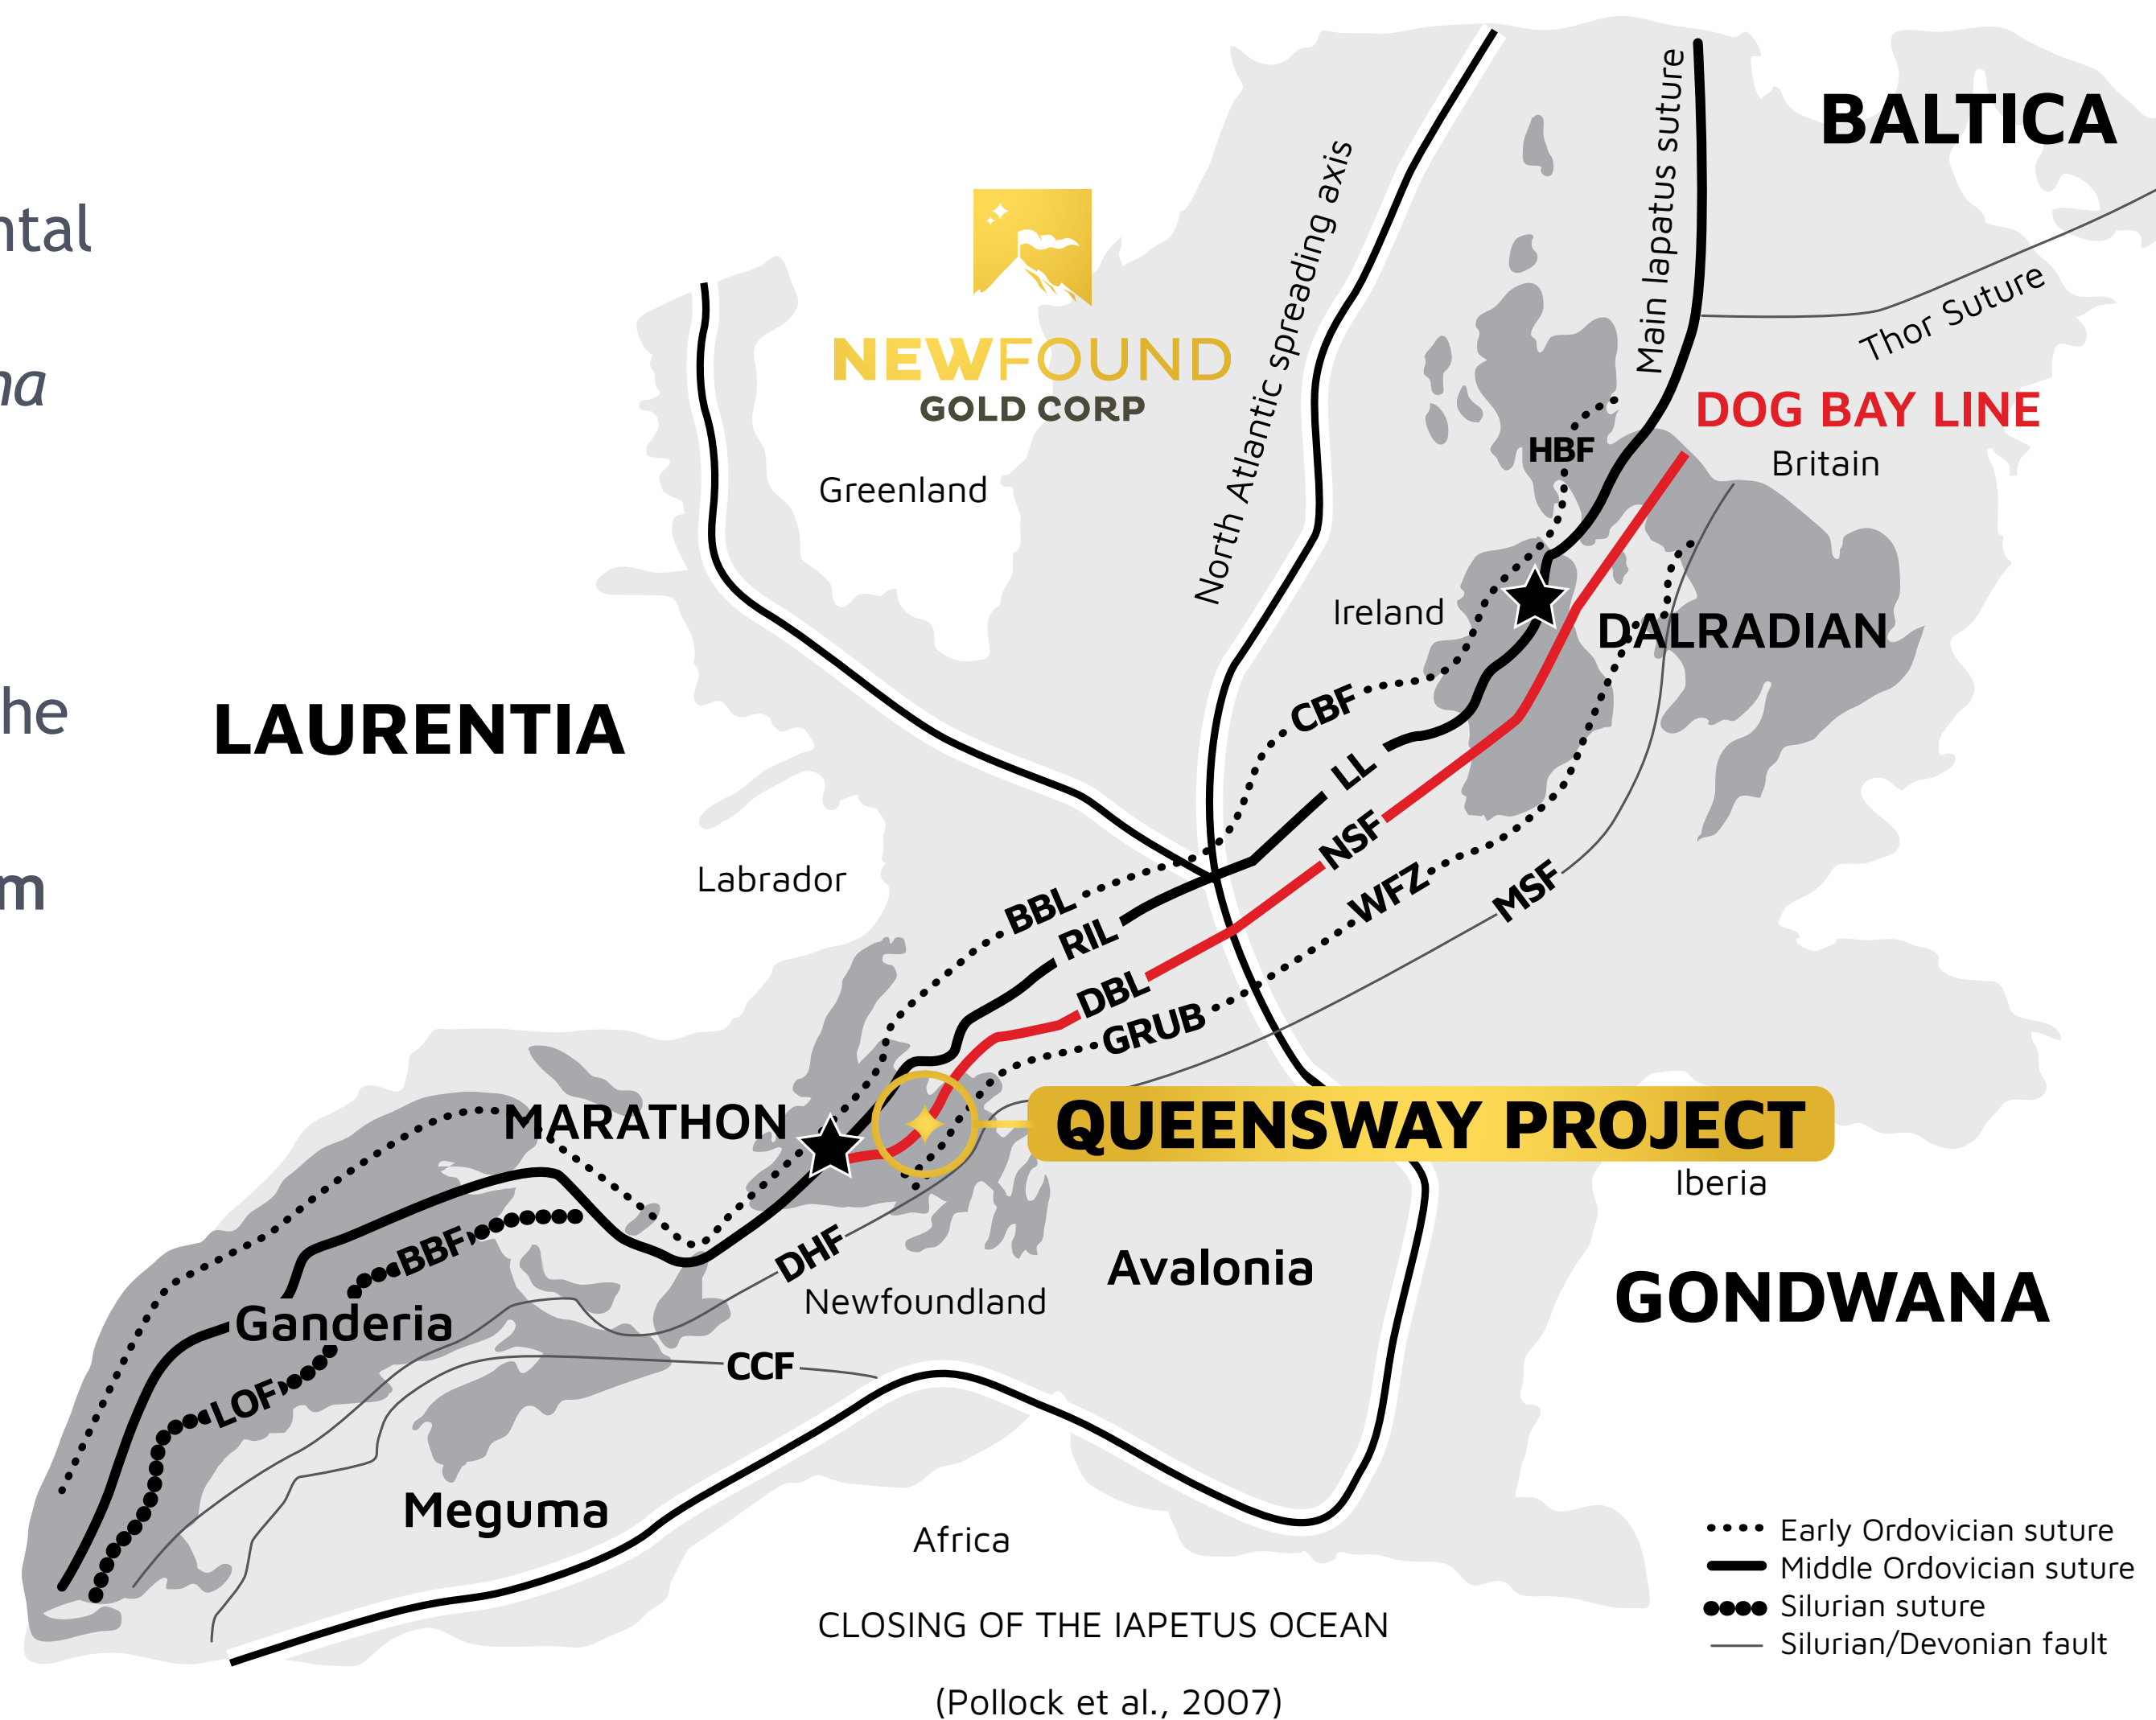 ntal
na
he
m
BALTICA
North Atlantic spreading axis
Main Iapatus suture
Thor Suture
NEWFOUND
GOLD CORP
DOG BAY LINE
Britain
HBF
Greenland
Ireland
DALRADIAN
LAURENTIA
CBF
LL
NSF
WFZ
MSF
Labrador
BBL
RIL
DBL
GRUB
MARATHON
QUEENSWAY PROJECT
Iberia
BBF
DHF
Avalonia
Newfoundland
GONDWANA
Ganderia
CCF
LOF
Meguma
Africa
Early Ordovician suture
Middle Ordovician suture
Silurian suture
Silurian/Devonian fault
CLOSING OF THE IAPETUS OCEAN
(Pollock et al., 2007)